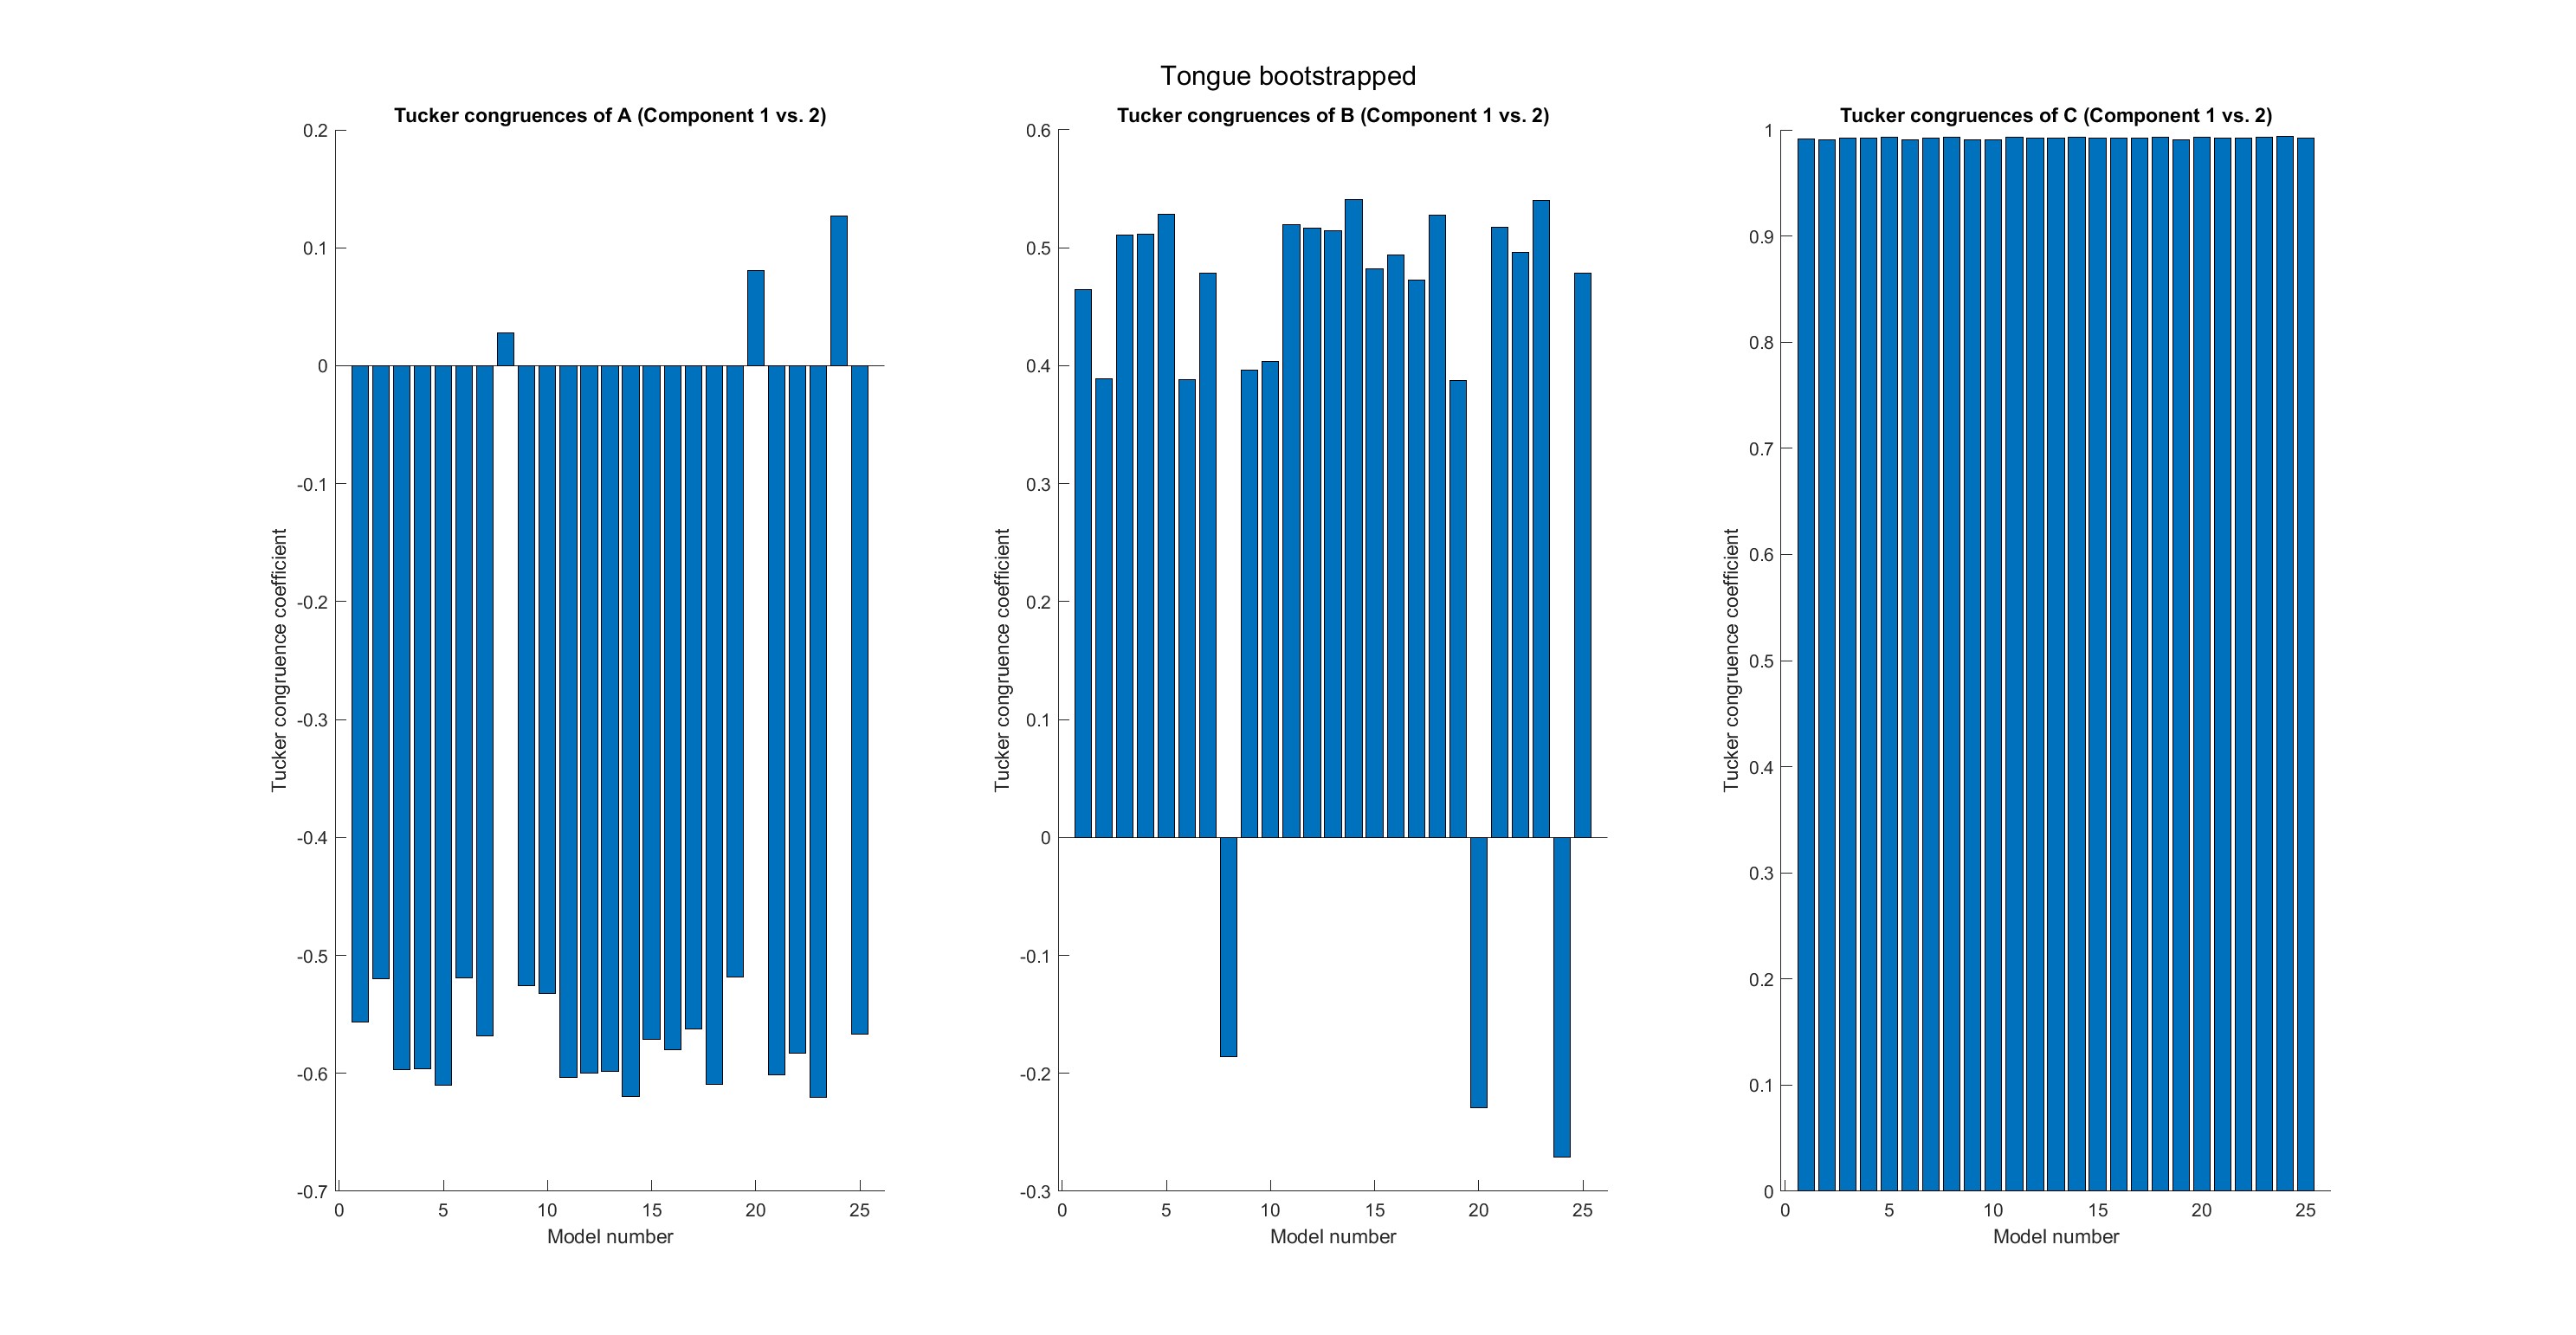 Tongue bootstrapped
Tucker congruences of A (Component 1 vs. 2)
0.2
0.1
0
-0.1
-0.2
-0.3
-0.4
-0.5
-0.6
-0.7
Tucker congruence coefficient
0 5 10 15 20 25
Model number
Tucker congruences of B (Component 1 vs. 2)
0.6
0.5
0.4
0.3
0.2
0.1
0
-0.1
-0.2
-0.3
Tucker congruence coefficient
0 5 10 15 20 25
Model number
Tucker congruences of C (Component 1 vs. 2)
1
0.9
0.8
0.7
0.6
0.5
0.4
0.3
0.2
0.1
0
Tucker congruence coefficient
0 5 10 15 20 25
Model number